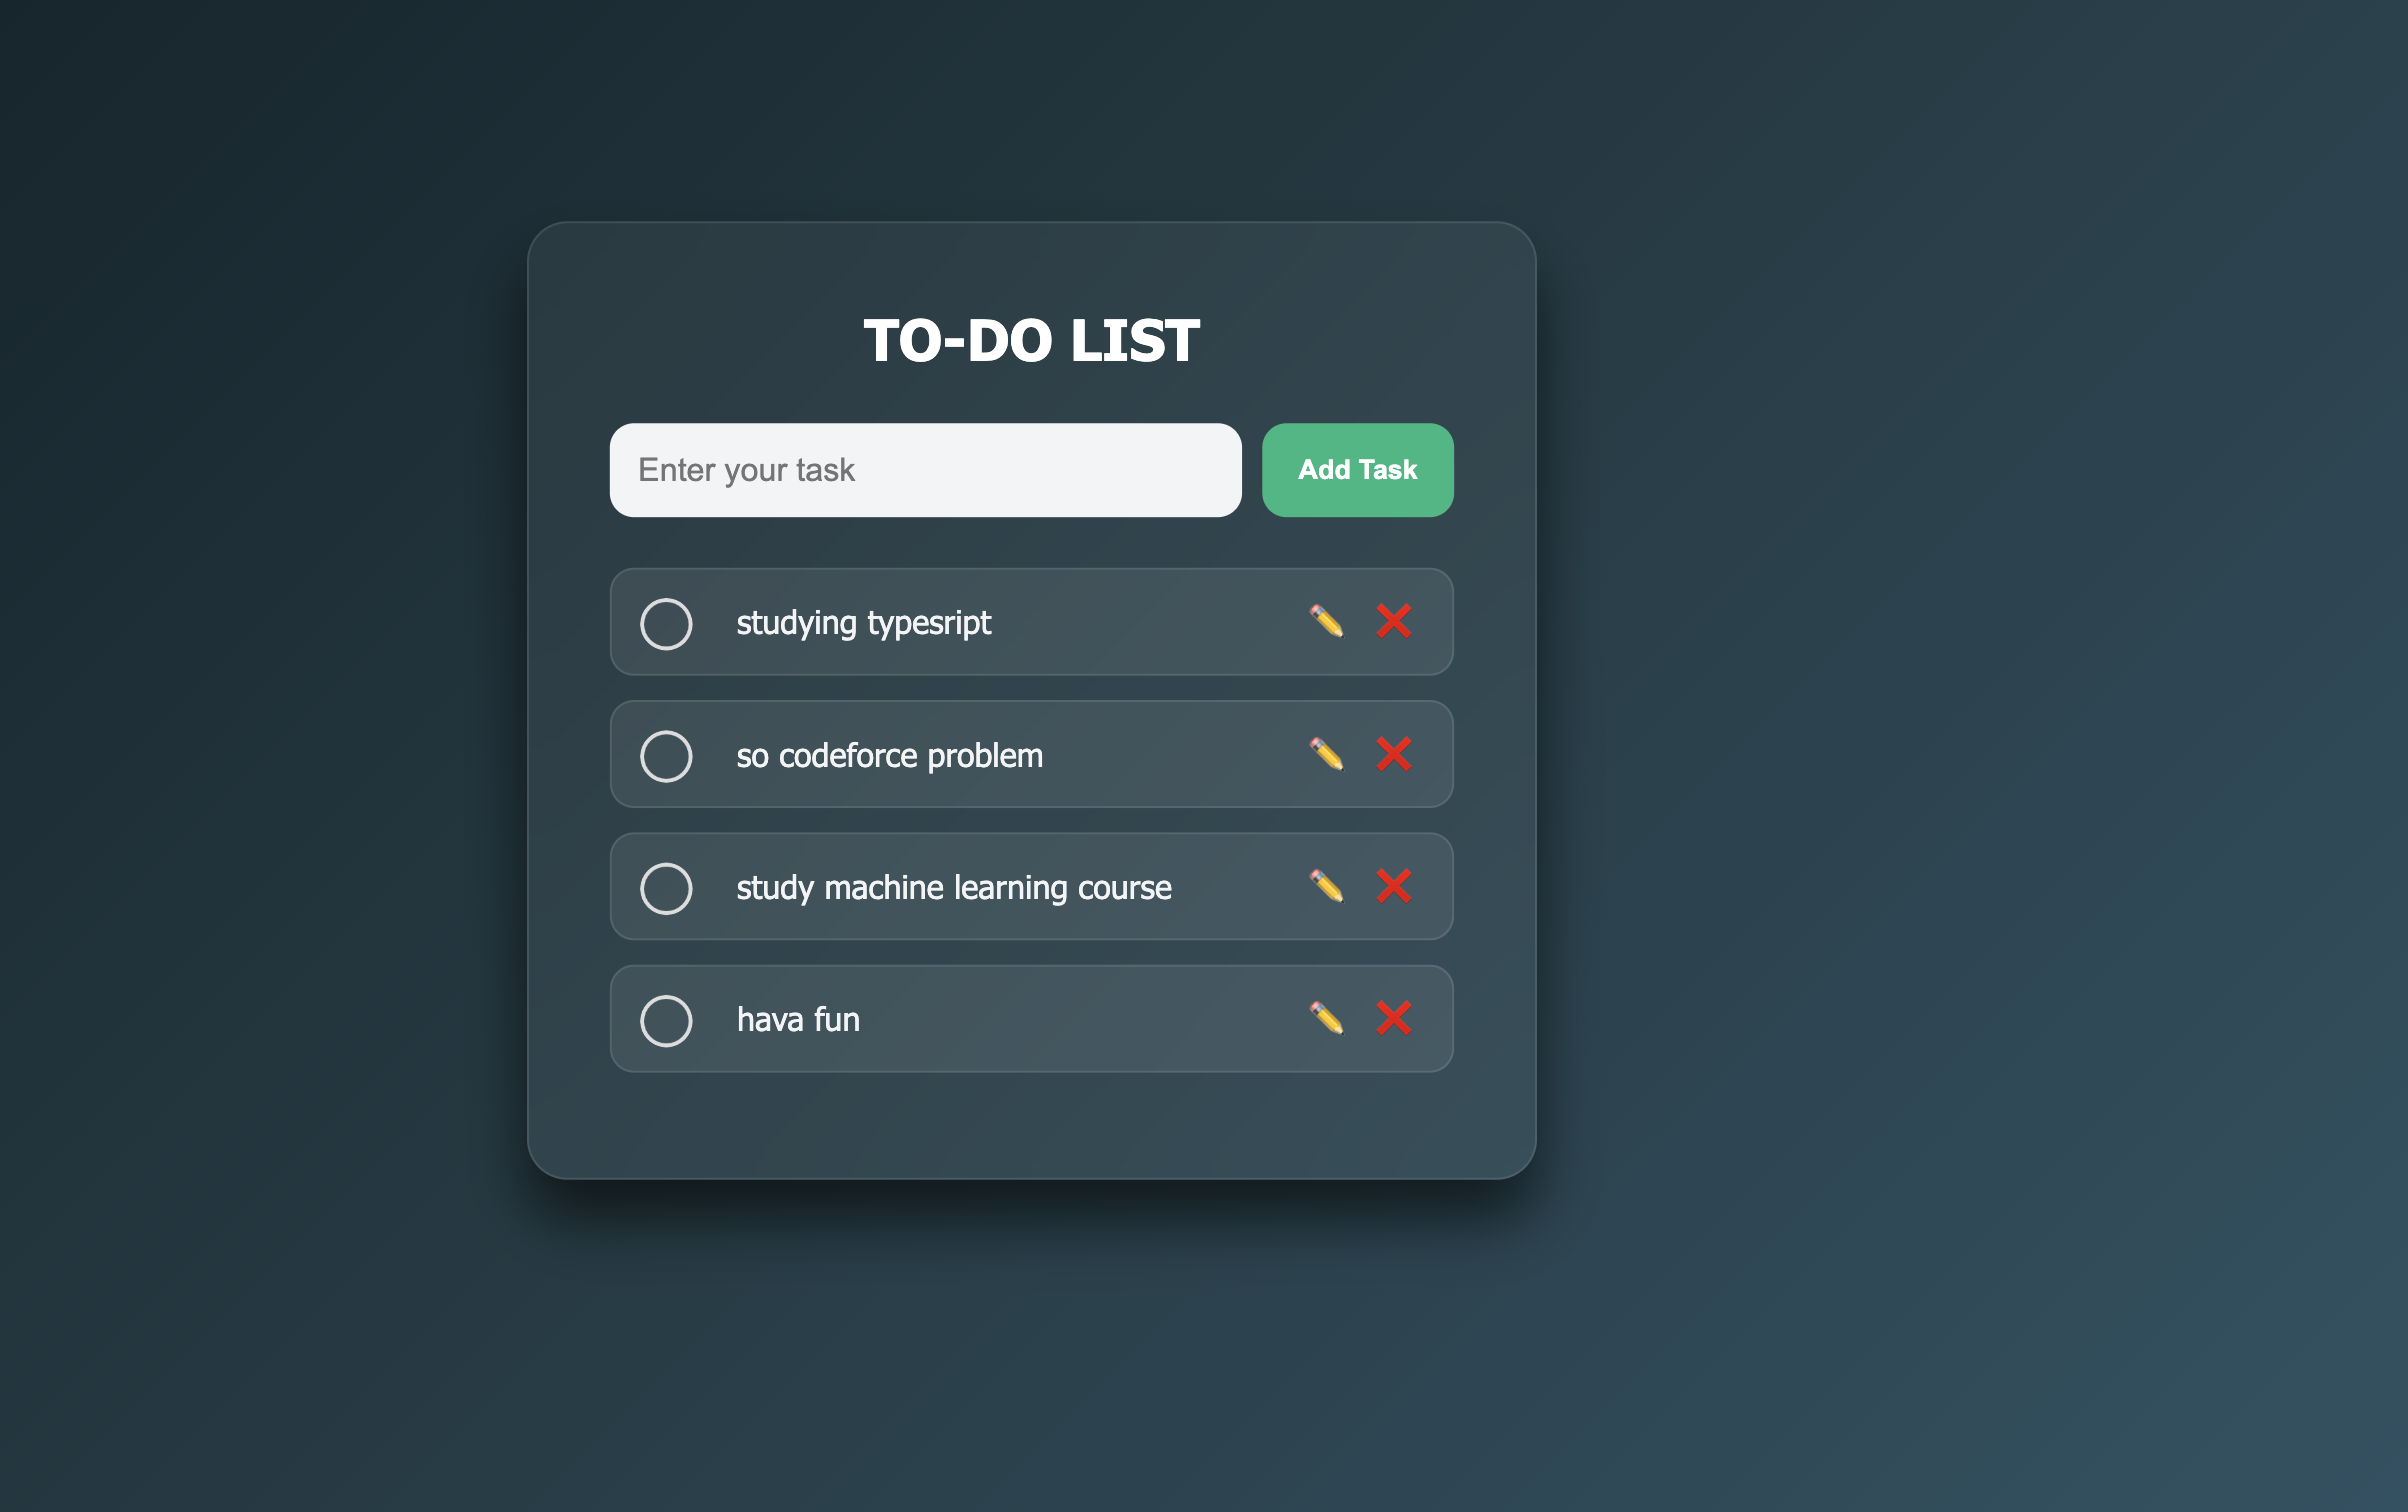 TO-DO LIST
Enter your task
Add Task
studying typesript
so codeforce problem
study machine learning course
hava fun